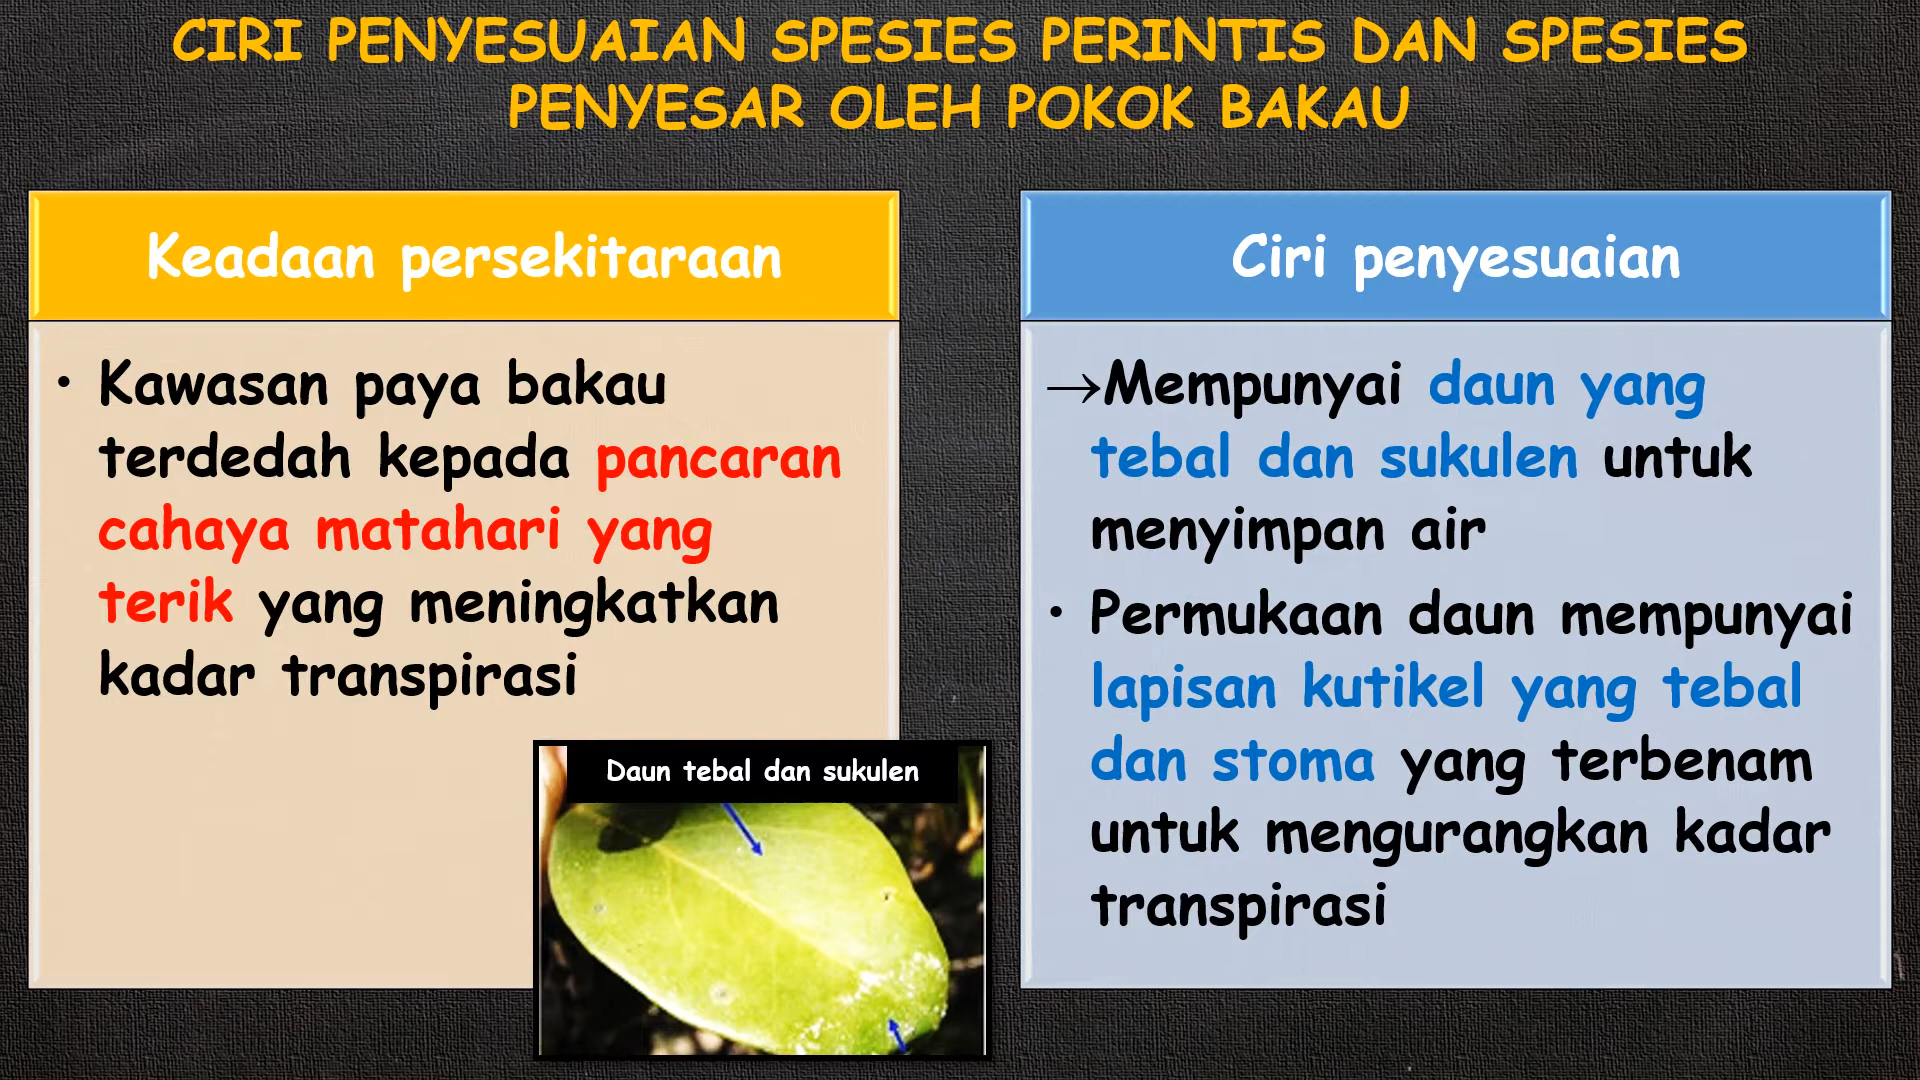 CIRI PENYESUAIAN SPESIES PERINTIS DAN SPESIES
PENYESAR OLEH POKOK BAKAU
Keadaan persekitaraan
• Kawasan paya bakau
terdedah kepada pancaran
cahaya matahari yang
terik yang meningkatkan
kadar transpirasi
Daun tebal dan sukulen
Ciri penyesuaian
→Mempunyai daun yang
tebal dan sukulen untuk
menyimpan air
• Permukaan daun mempunyai
lapisan kutikel yang tebal
dan stoma yang terbenam
untuk mengurangkan kadar
transpirasi